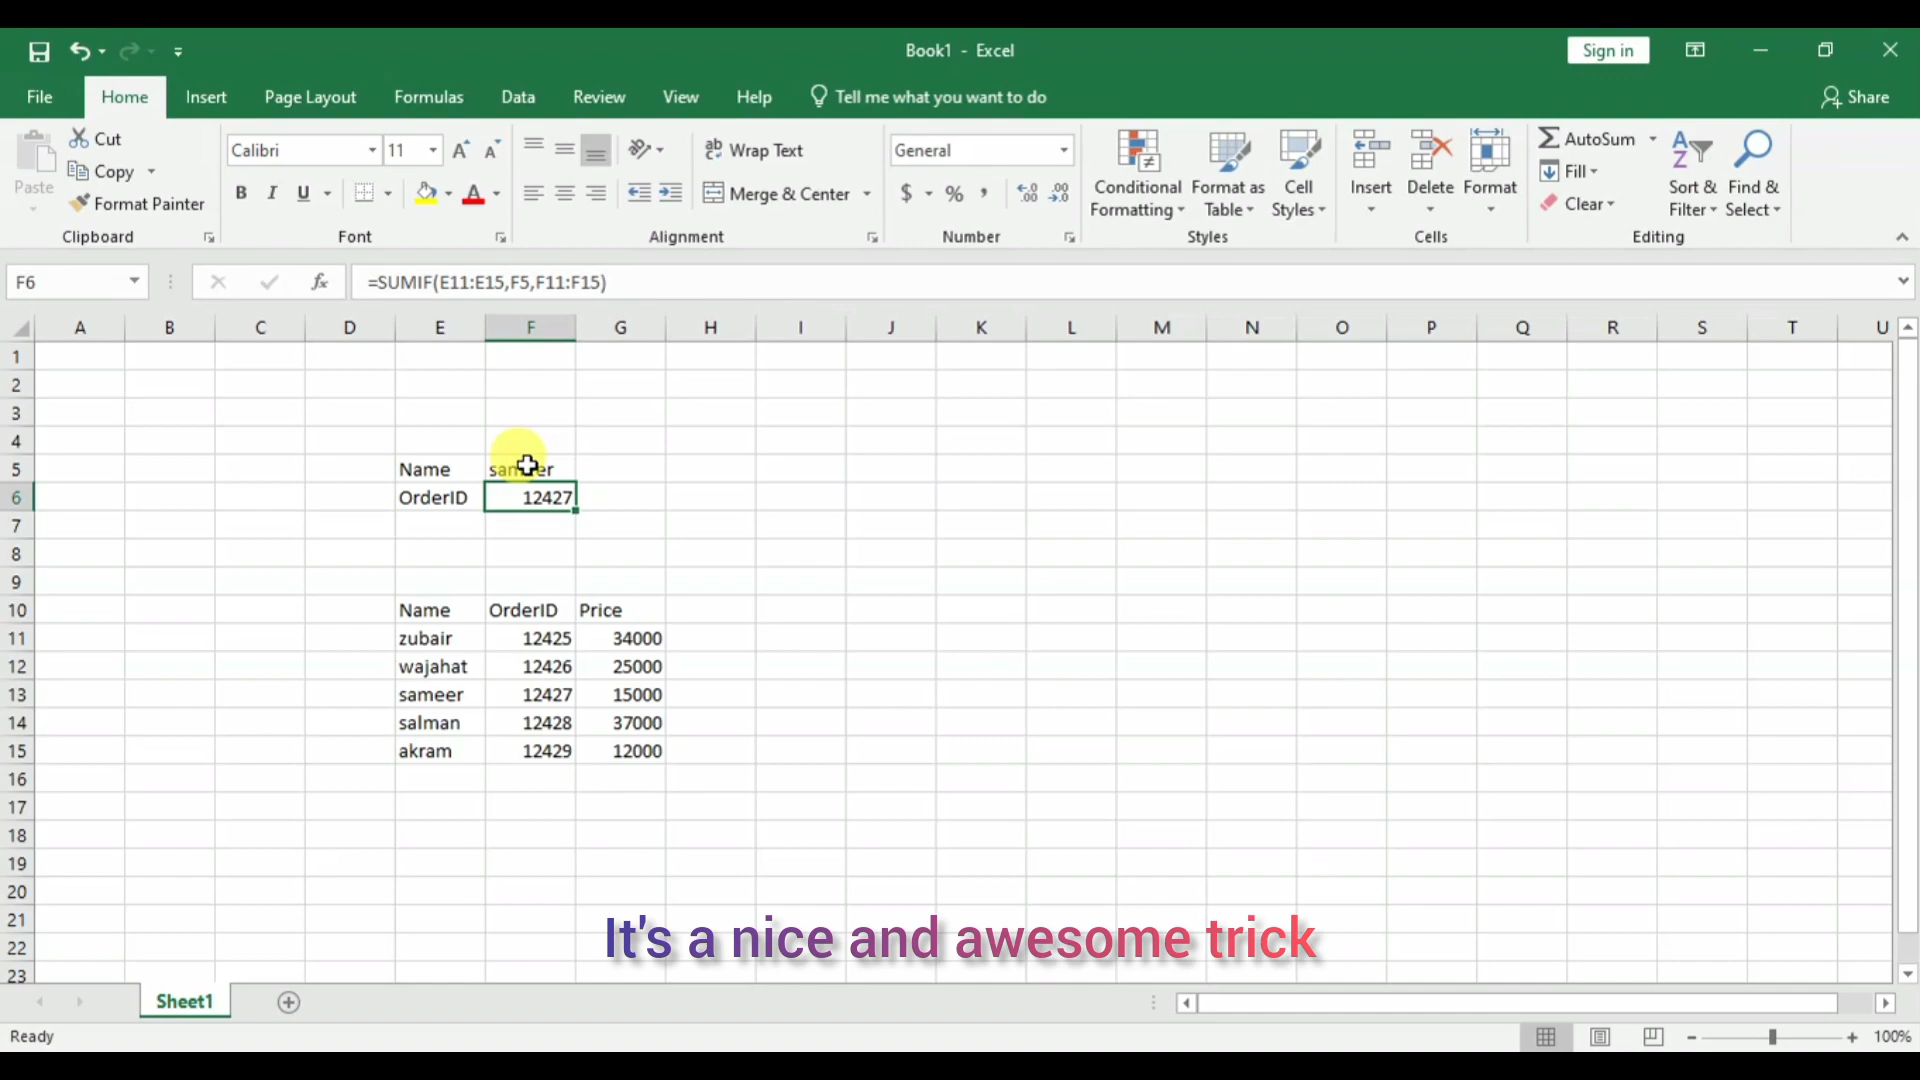 Book1 - Excel
Sign in
File Home Insert Page Layout Formulas Data Review View Help Tell me what you want to do Share
Paste
Cut
Copy
Format Painter
Clipboard
Calibri 11
B I U
Font
Wrap Text
Merge & Center
Alignment
General
$ % ,
Number
Conditional Formatting
Format as Table
Cell Styles
Styles
Insert Delete Format
Cells
AutoSum
Fill
Clear
Sort & Filter
Find & Select
Editing
F6 fx =SUMIF(E11:E15,F5,F11:F15)
A B C D E F G H I J K L M N O P Q R S T U
1
2
3
4
5 Name
6 OrderID 12427
7
8
9
10 Name OrderID Price
11 zubair 12425 34000
12 wajahat 12426 25000
13 sameer 12427 15000
14 salman 12428 37000
15 akram 12429 12000
16
17
18
19
20
21
22
23
It's a nice and awesome trick
Sheet1
Ready 100%